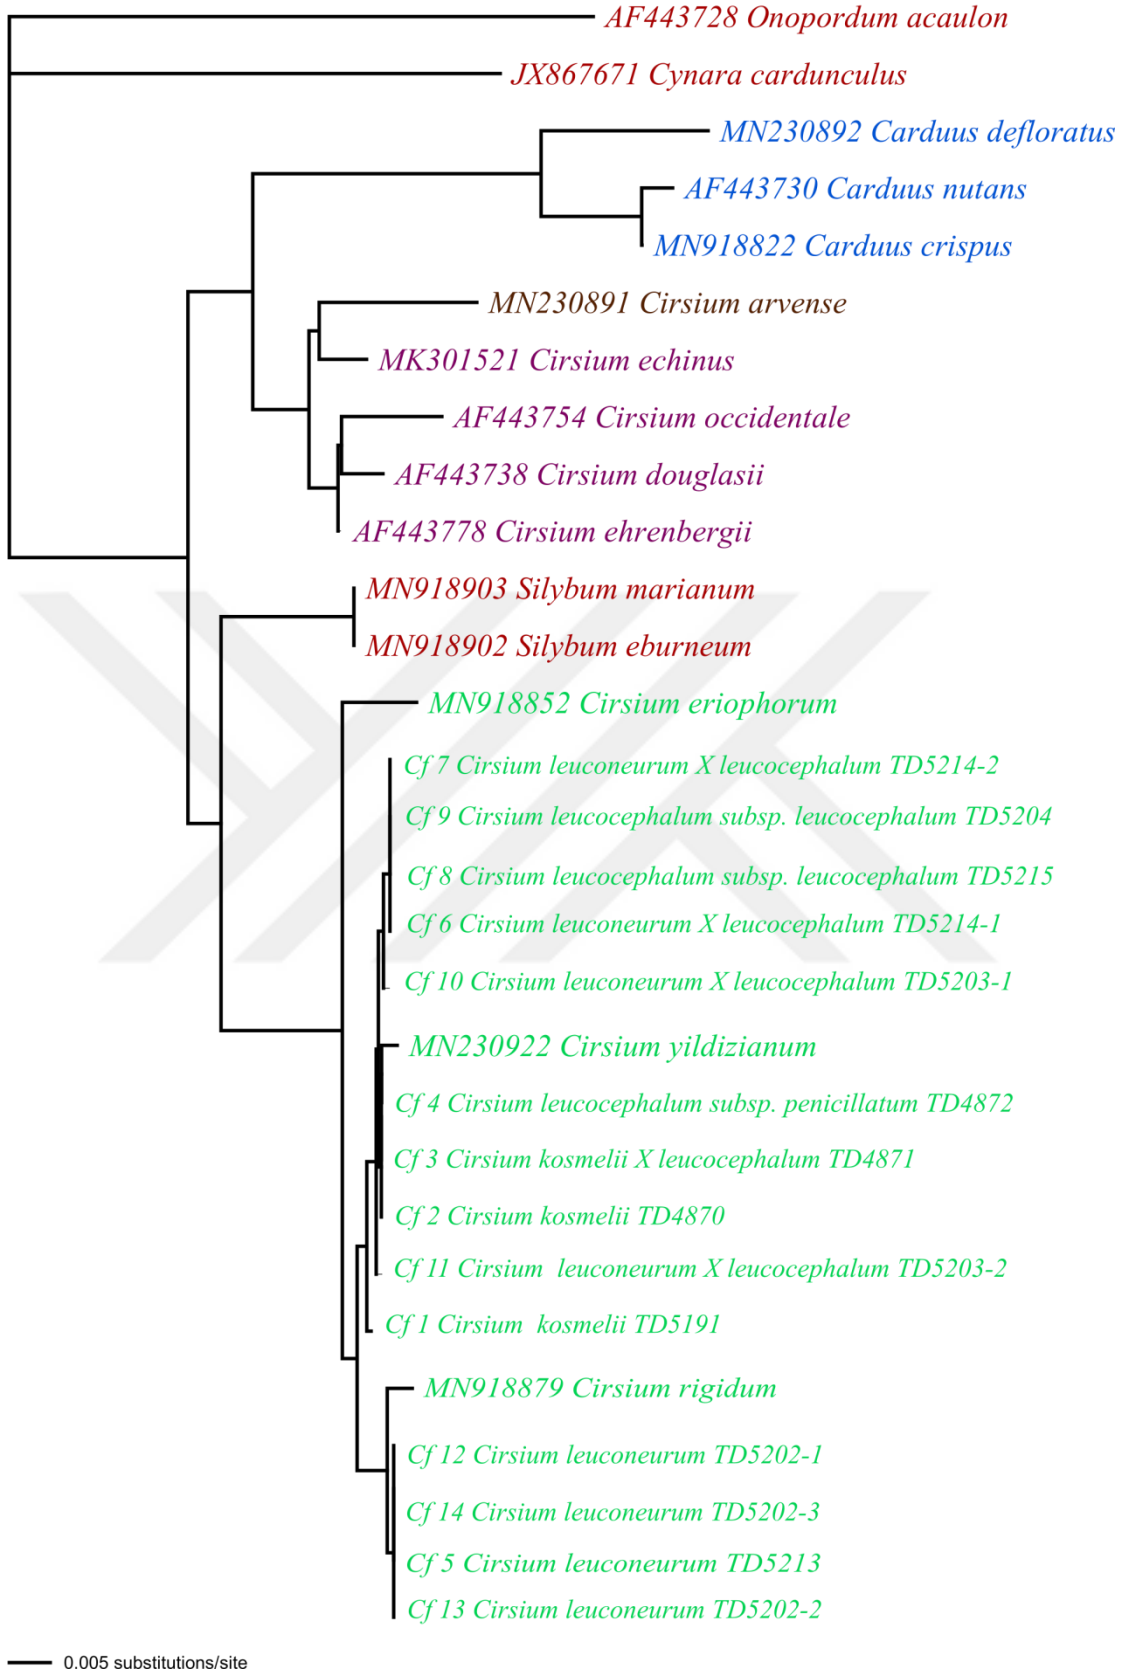 AF443728 Onopordum acaulon
JX867671 Cynara cardunculus
MN230892 Carduus defloratus
AF443730 Carduus nutans
MN918822 Carduus crispus
MN230891 Cirsium arvense
MK301521 Cirsium echinus
AF443754 Cirsium occidentale
AF443738 Cirsium douglasii
AF443778 Cirsium ehrenbergii
MN918903 Silybum marianum
MN918902 Silybum eburneum
MN918852 Cirsium eriophorum
Cf 7 Cirsium leuconeurum X leucocephalum TD5214-2
Cf 9 Cirsium leucocephalum subsp. leucocephalum TD5204
Cf 8 Cirsium leucocephalum subsp. leucocephalum TD5215
Cf 6 Cirsium leuconeurum X leucocephalum TD5214-1
Cf 10 Cirsium leuconeurum X leucocephalum TD5203-1
MN230922 Cirsium yildizianum
Cf 4 Cirsium leucocephalum subsp. penicillatum TD4872
Cf 3 Cirsium kosmelii X leucocephalum TD4871
Cf 2 Cirsium kosmelii TD4870
Cf 11 Cirsium leuconeurum X leucocephalum TD5203-2
Cf 1 Cirsium kosmelii TD5191
MN918879 Cirsium rigidum
Cf 12 Cirsium leuconeurum TD5202-1
Cf 14 Cirsium leuconeurum TD5202-3
Cf 5 Cirsium leuconeurum TD5213
Cf 13 Cirsium leuconeurum TD5202-2
0.005 substitutions/site